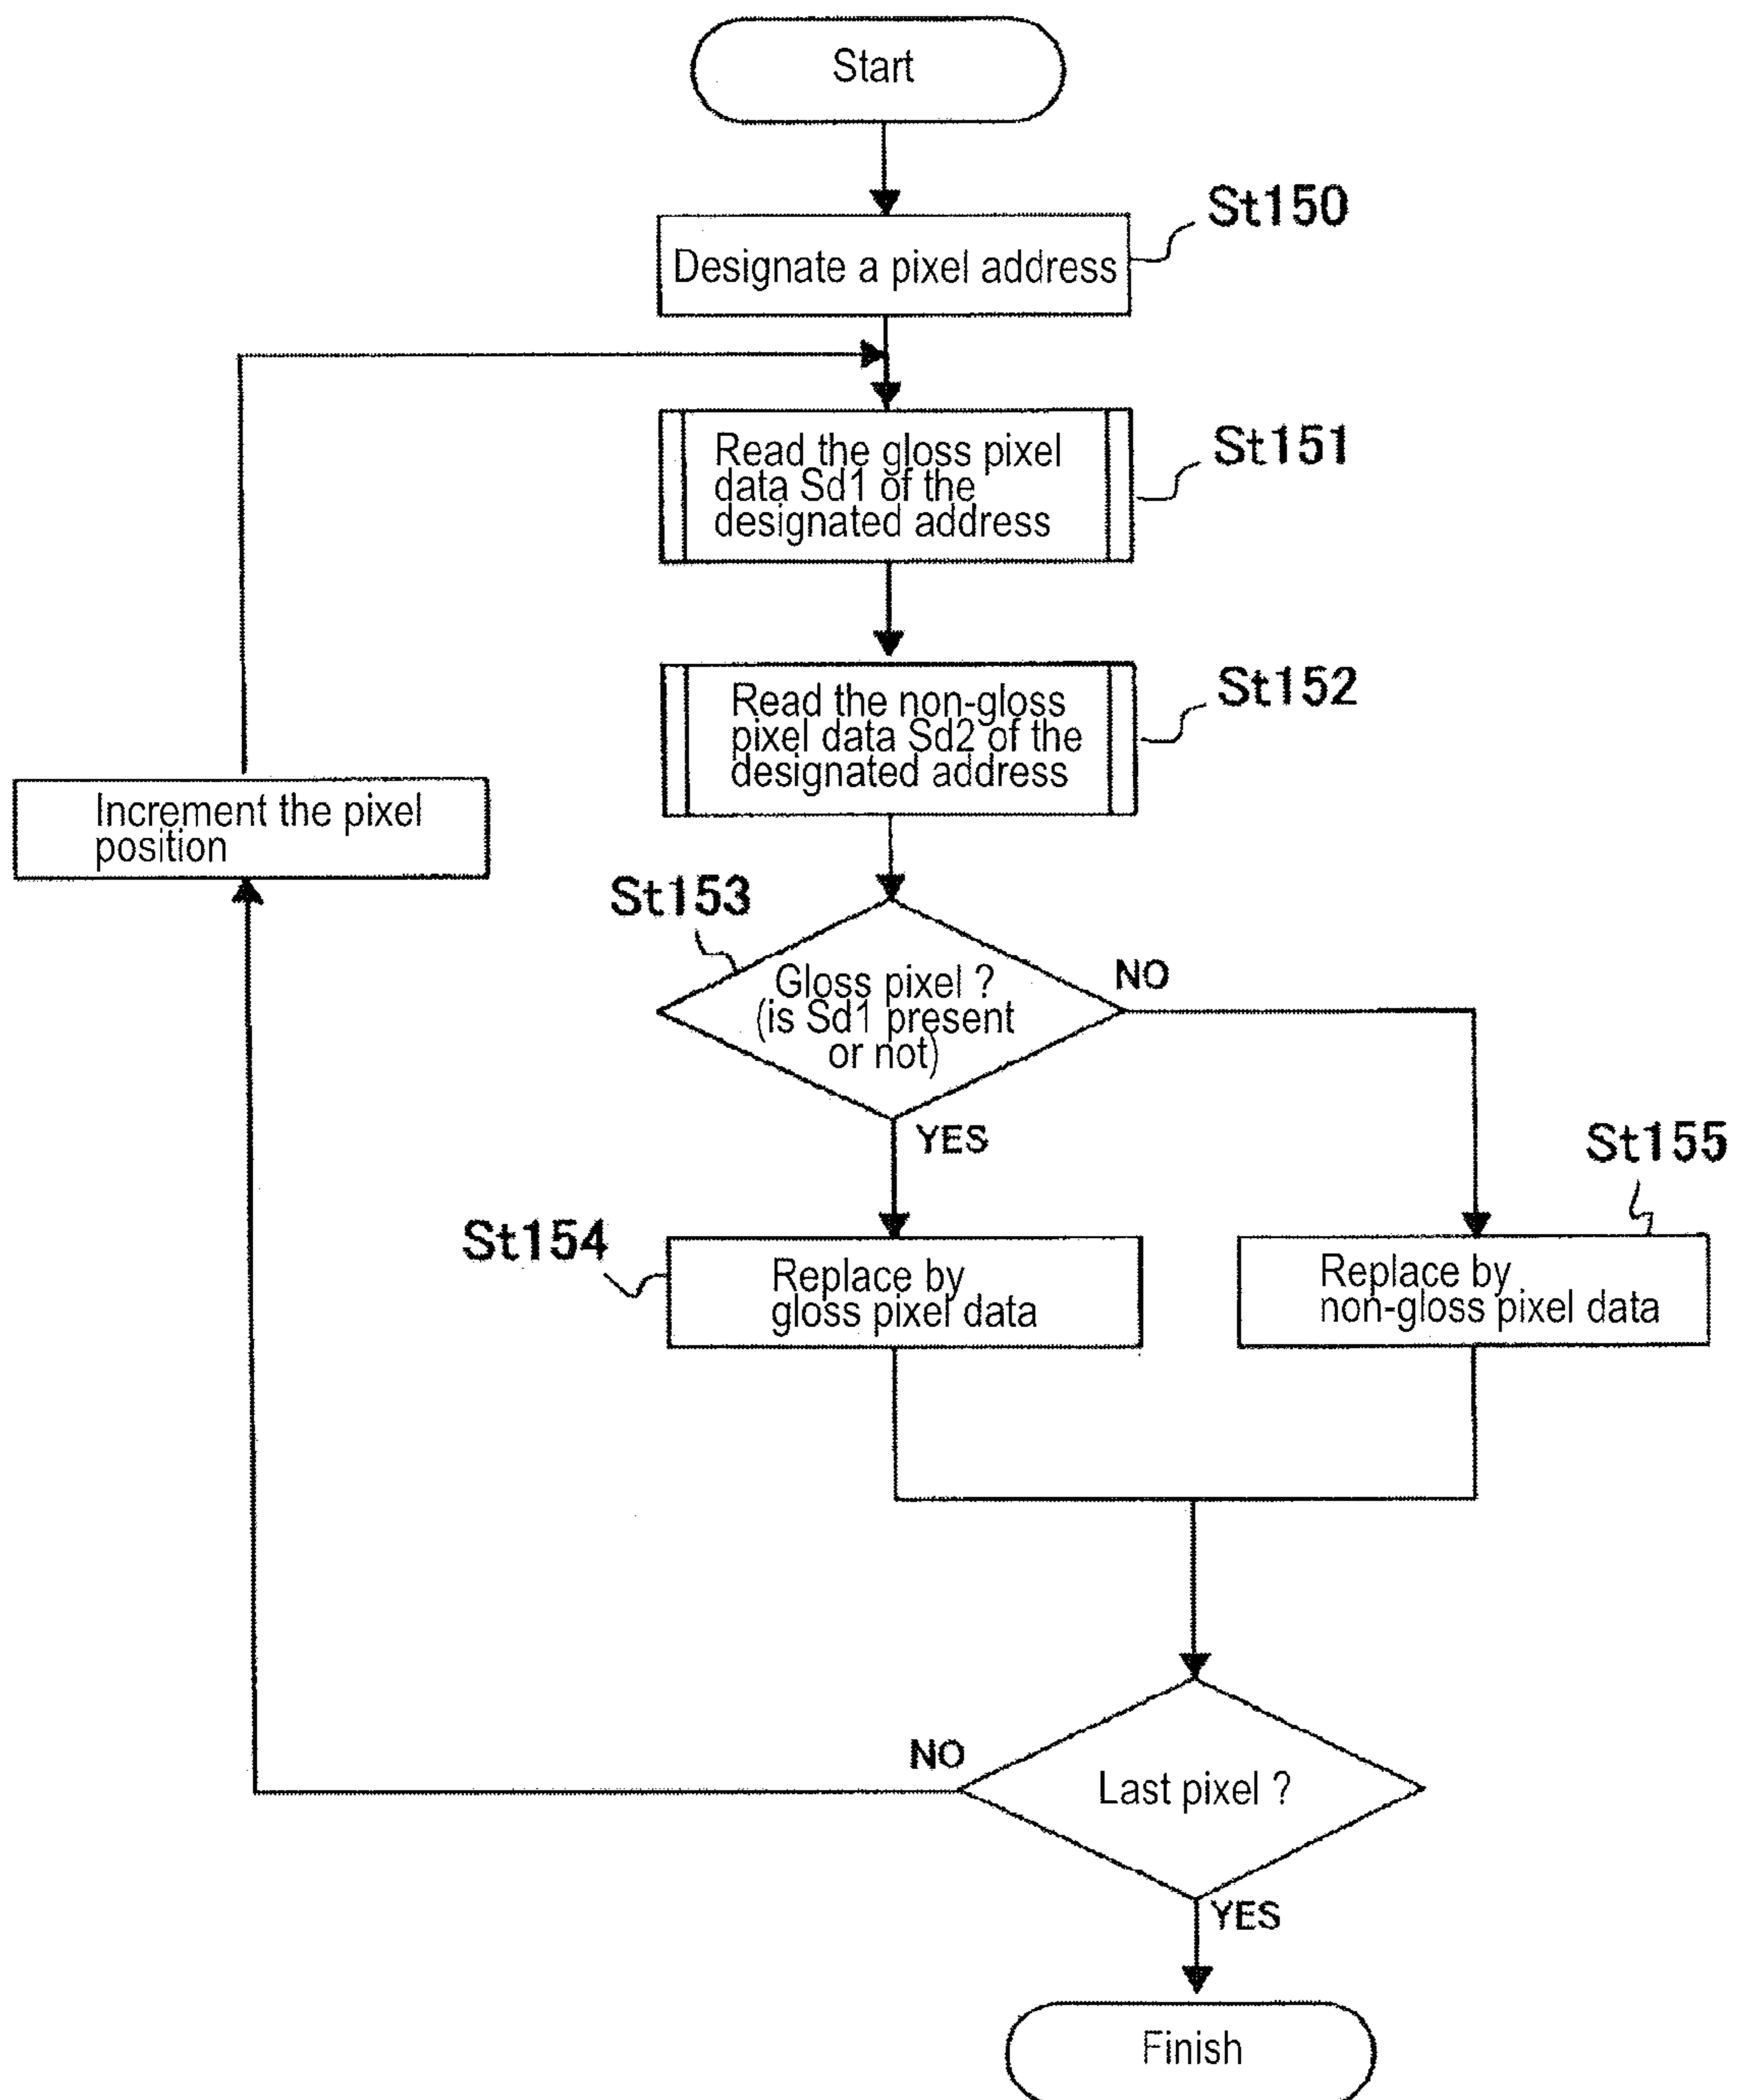 Start
St150
Designate a pixel address
St151
Read the gloss pixel
data Sd1 of the
designated address
St152
Read the non-gloss
pixel data Sd2 of the
designated address
Increment the pixel
position
St153
Gloss pixel ?
(is Sd1 present
or not)
NO
YES
St154
Replace by
gloss pixel data
St155
Replace by
non-gloss pixel data
NO
Last pixel ?
YES
Finish